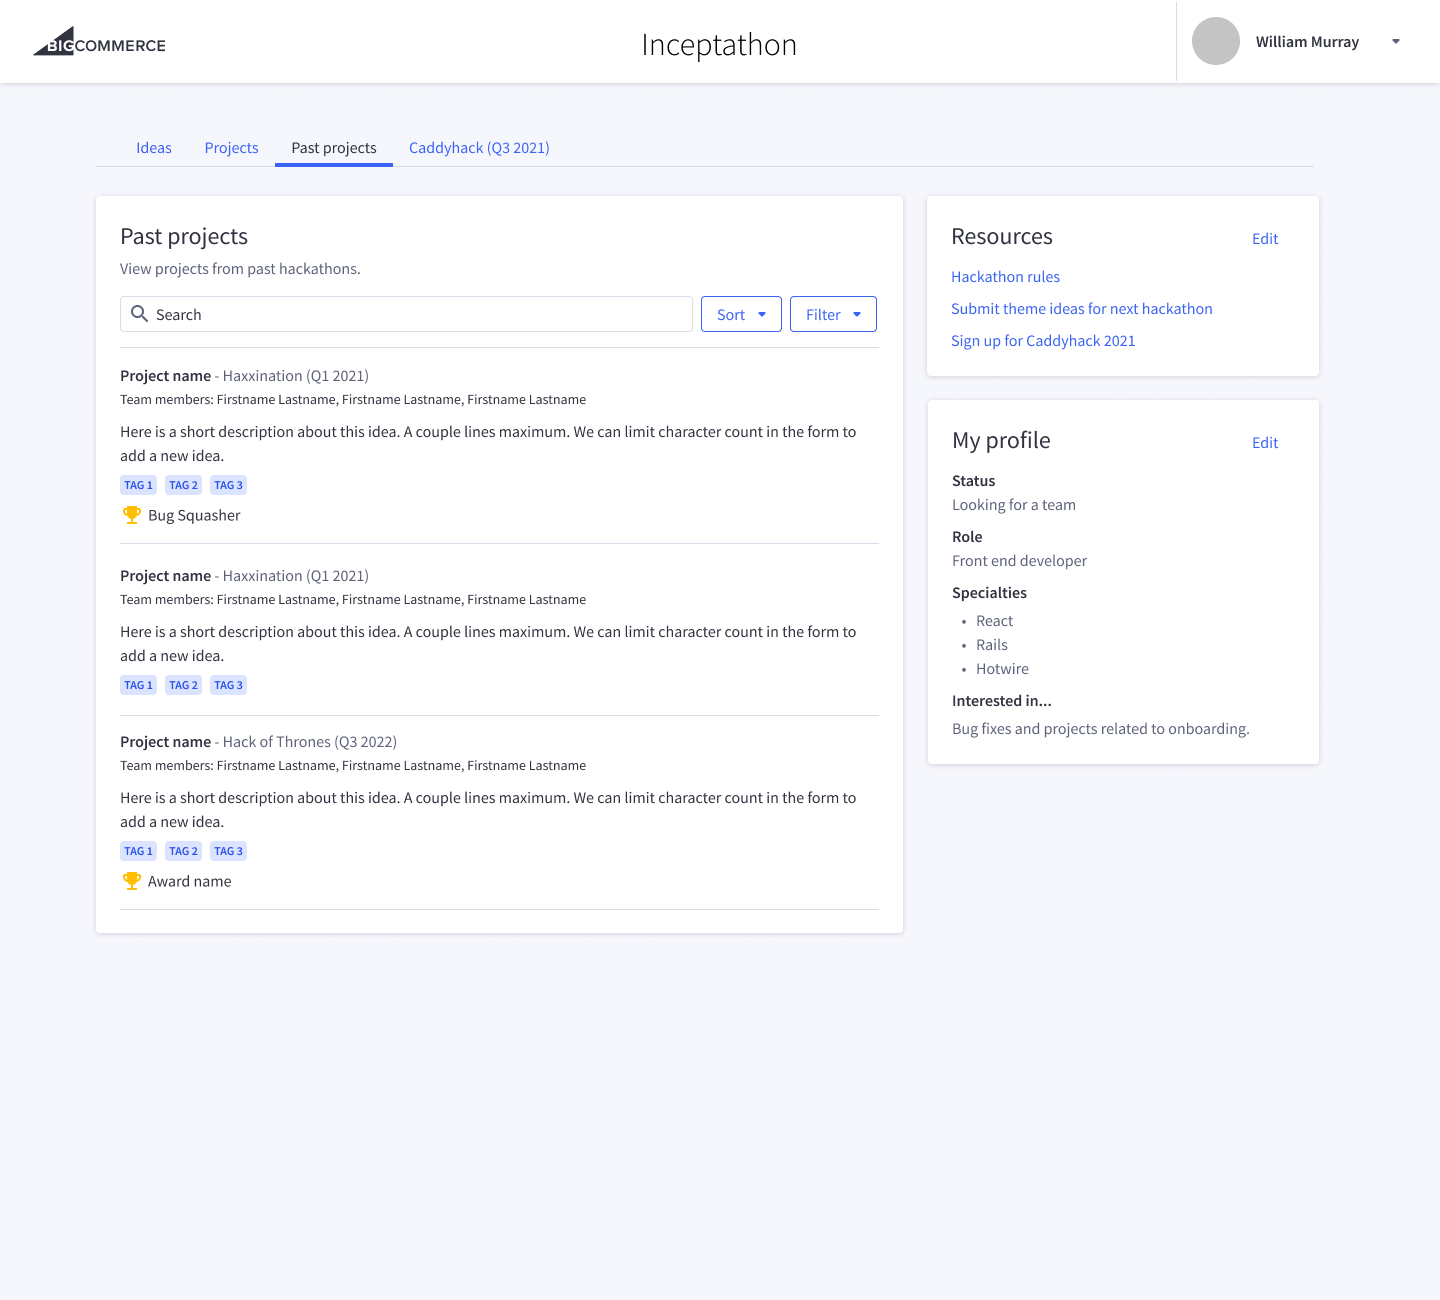 BIGCOMMERCE
Inceptathon
William Murray
Ideas
Projects
Past projects
Caddyhack (Q3 2021)
Past projects
View projects from past hackathons.
Search
Sort
Filter
Project name - Haxxination (Q1 2021)
Team members: Firstname Lastname, Firstname Lastname, Firstname Lastname
Here is a short description about this idea. A couple lines maximum. We can limit character count in the form to
add a new idea.
TAG 1 TAG 2 TAG 3
Bug Squasher
Project name - Haxxination (Q1 2021)
Team members: Firstname Lastname, Firstname Lastname, Firstname Lastname
Here is a short description about this idea. A couple lines maximum. We can limit character count in the form to
add a new idea.
TAG 1 TAG 2 TAG 3
Project name - Hack of Thrones (Q3 2022)
Team members: Firstname Lastname, Firstname Lastname, Firstname Lastname
Here is a short description about this idea. A couple lines maximum. We can limit character count in the form to
add a new idea.
TAG 1 TAG 2 TAG 3
Award name
Resources
Edit
Hackathon rules
Submit theme ideas for next hackathon
Sign up for Caddyhack 2021
My profile
Edit
Status
Looking for a team
Role
Front end developer
Specialties
• React
• Rails
• Hotwire
Interested in...
Bug fixes and projects related to onboarding.